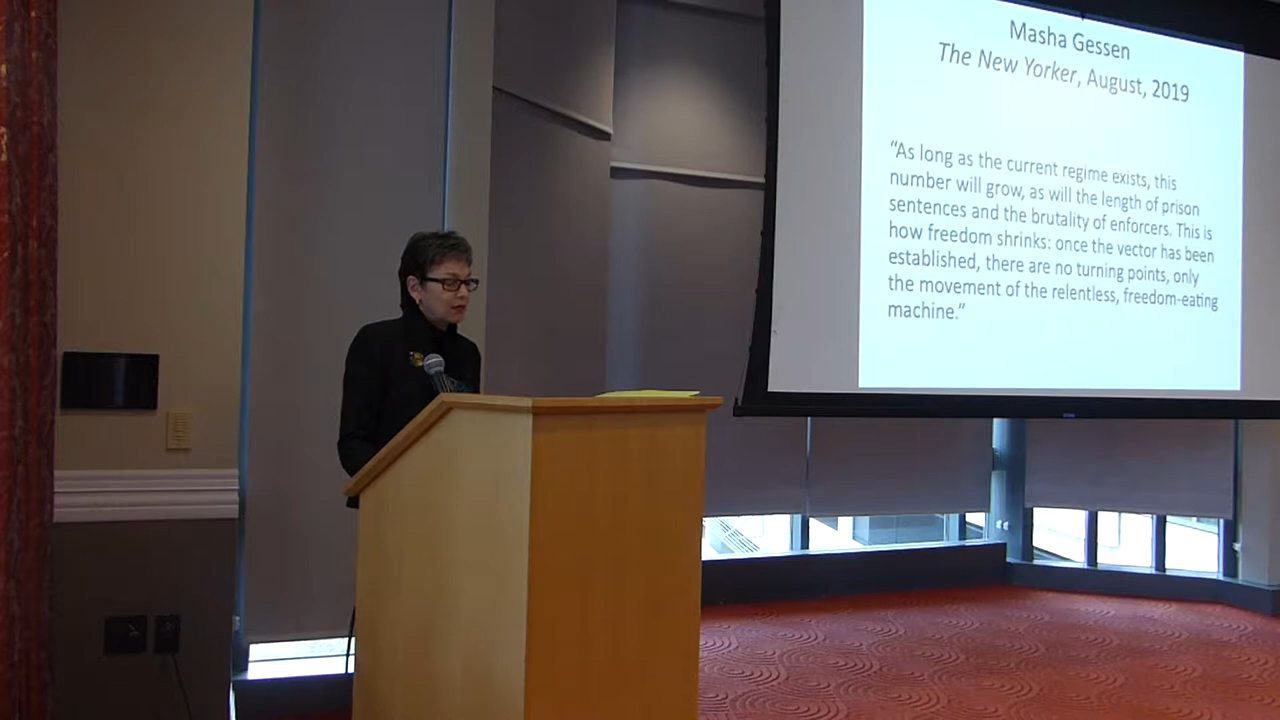 Masha Gessen
The New Yorker, August, 2019
“As long as the current regime exists, this
number will grow, as will the length of prison
sentences and the brutality of enforcers. This is
how freedom shrinks: once the vector has been
established, there are no turning points, only
the movement of the relentless, freedom-eating
machine.”